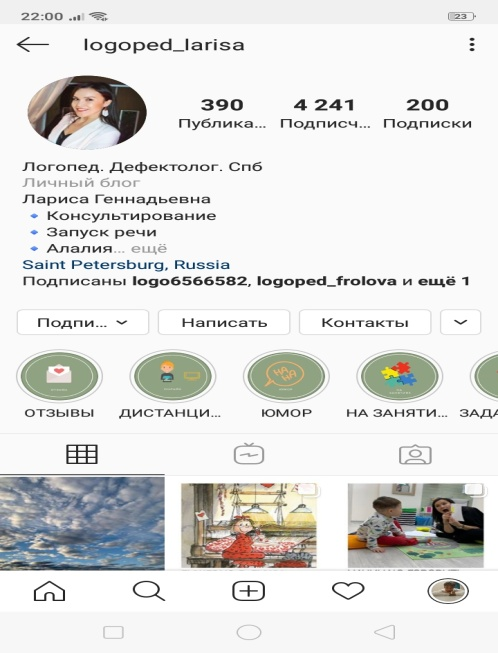 22:00
23
logoped_larisa
390 4 241 200
Публика... Подписч... Подписки
Логопед. Дефектолог. Спб
Личный блог
Лариса Геннадьевна
Консультирование
Запуск речи
Алалия... ещё
Saint Petersburg, Russia
Подписаны logo6566582, logoped_frolova и ещё 1
Подпи... Написать Контакты
НА НА
ОТЗЫВЫ ДИСТАНЦИ... ЮМОР НА ЗАНЯТИ... ЗАДА